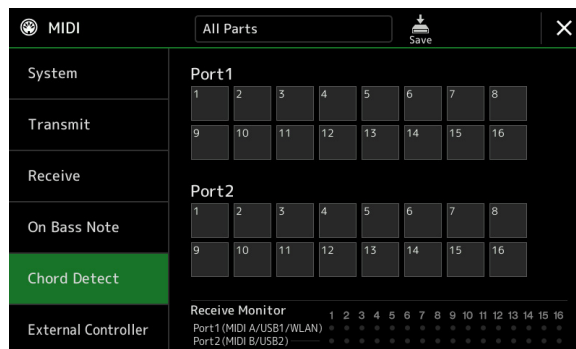 MIDI
All Parts
Save
System
Transmit
Receive
On Bass Note
Chord Detect
External Controller
Port1
1 2 3 4 5 6 7 8
9 10 11 12 13 14 15 16
Port2
1 2 3 4 5 6 7 8
9 10 11 12 13 14 15 16
Receive Monitor 1 2 3 4 5 6 7 8 9 10 11 12 13 14 15 16
Port1(MIDI A/USB1/WLAN)
Port2(MIDI B/USB2)